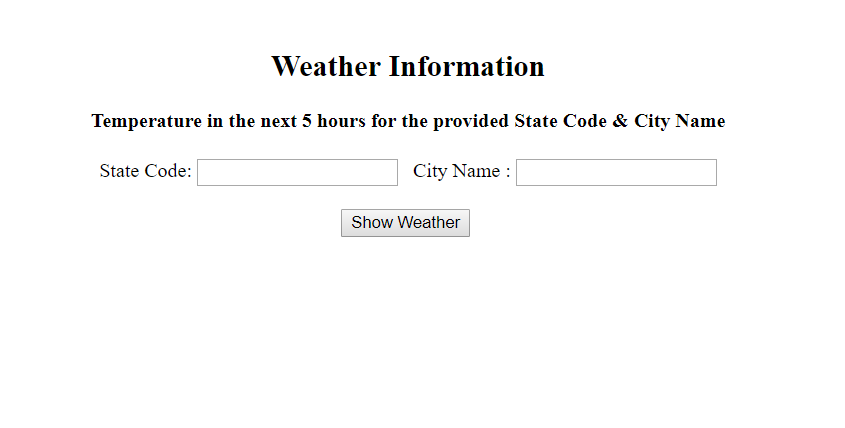 Weather Information
Temperature in the next 5 hours for the provided State Code & City Name
State Code: City Name :
Show Weather